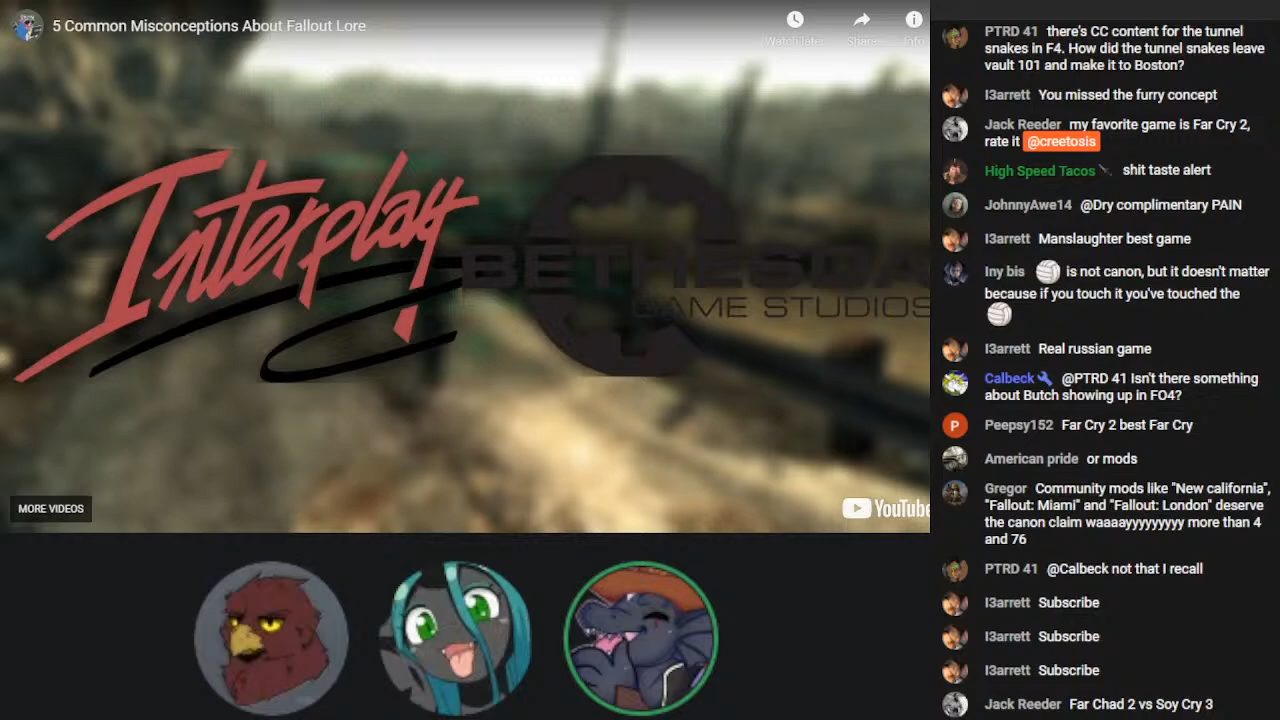 5 Common Misconceptions About Fallout Lore
Watch later
Share
Info
Interplay
BETHESDA
GAME STUDIOS
MORE VIDEOS
YouTube
PTRD 41 there's CC content for the tunnel
snakes in F4. How did the tunnel snakes leave
vault 101 and make it to Boston?
I3arrett You missed the furry concept
Jack Reeder my favorite game is Far Cry 2,
rate it @creetosis
High Speed Tacos shit taste alert
JohnnyAwe14 @Dry complimentary PAIN
I3arrett Manslaughter best game
Iny bis is not canon, but it doesn't matter
because if you touch it you've touched the
I3arrett Real russian game
Calbeck @PTRD 41 Isn't there something
about Butch showing up in FO4?
P
Peepsy152 Far Cry 2 best Far Cry
American pride or mods
Gregor Community mods like "New california",
"Fallout: Miami" and "Fallout: London" deserve
the canon claim waaaayyyyyyyy more than 4
and 76
PTRD 41 @Calbeck not that I recall
I3arrett Subscribe
I3arrett Subscribe
I3arrett Subscribe
Jack Reeder Far Chad 2 vs Soy Cry 3